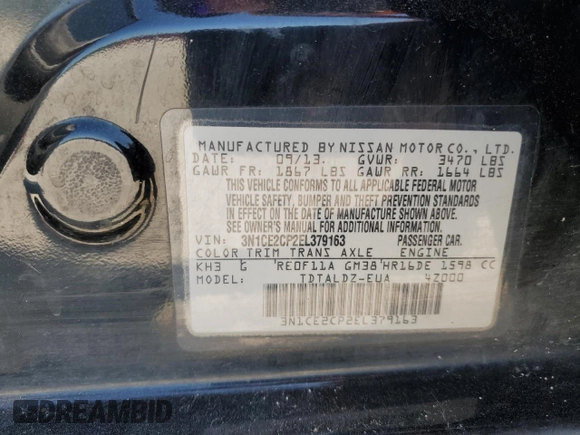 MANUFACTURED BY NISSAN MOTOR CO., LTD.
DATE: 09/13. GVWR: 3470 LBS
GAWR FR: 1867 LBS GAWR RR: 1664 LBS
THIS VEHICLE CONFORMS TO ALL APPLICABLE FEDERAL MOTOR
VEHICLE SAFETY, BUMPER AND THEFT PREVENTION STANDARDS
IN EFFECT ON THE DATE OF MANUFACTURE SHOWN ABOVE.
SEE OWNER'S MANUAL FOR ADDITIONAL INFORMATION.
VIN: 3N1CE2CP2EL379163 PASSENGER CAR.
COLOR TRIM TRANS AXLE ENGINE
KH3 G RE0F11A GM38 HR16DE 1598 CC
MODEL: TDTALDZ-EUA 4Z000
3N1CE2CP2EL379163
DREAMBID